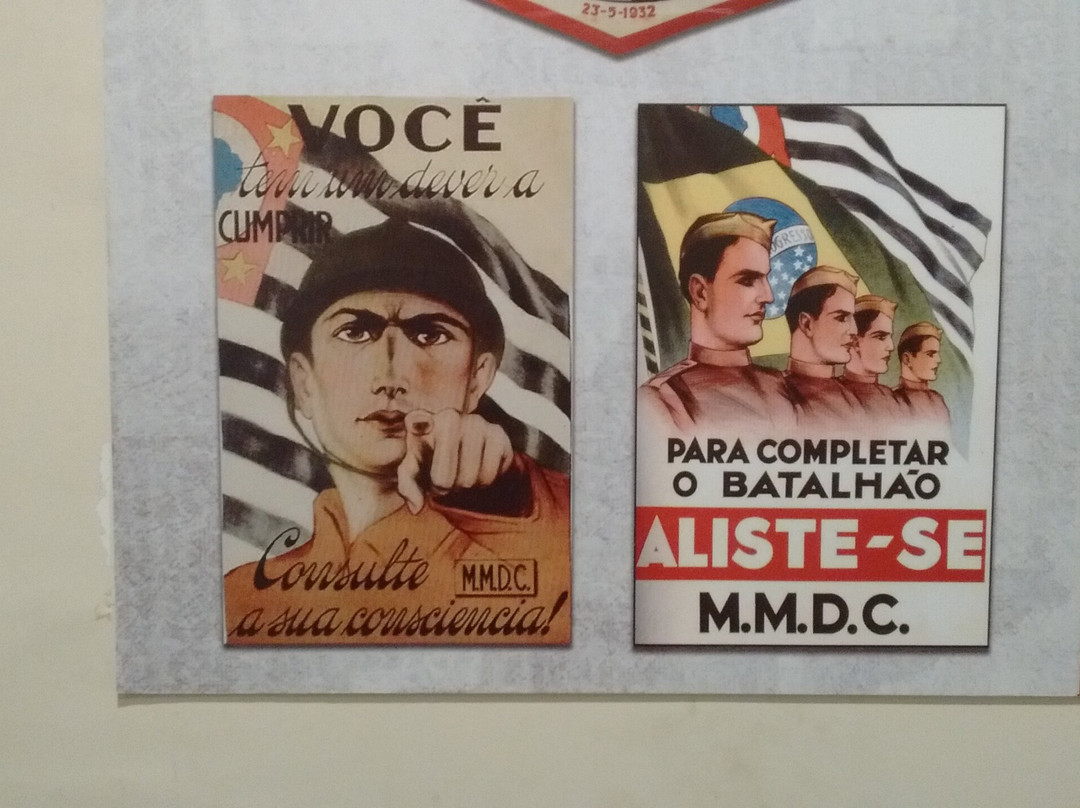 23-5-1932
VOCÊ
tem um dever a
CUMPRIR
Consulte
M.M.D.C.
a sua consciencia!
PARA COMPLETAR
O BATALHÃO
ALISTE-SE
M.M.D.C.